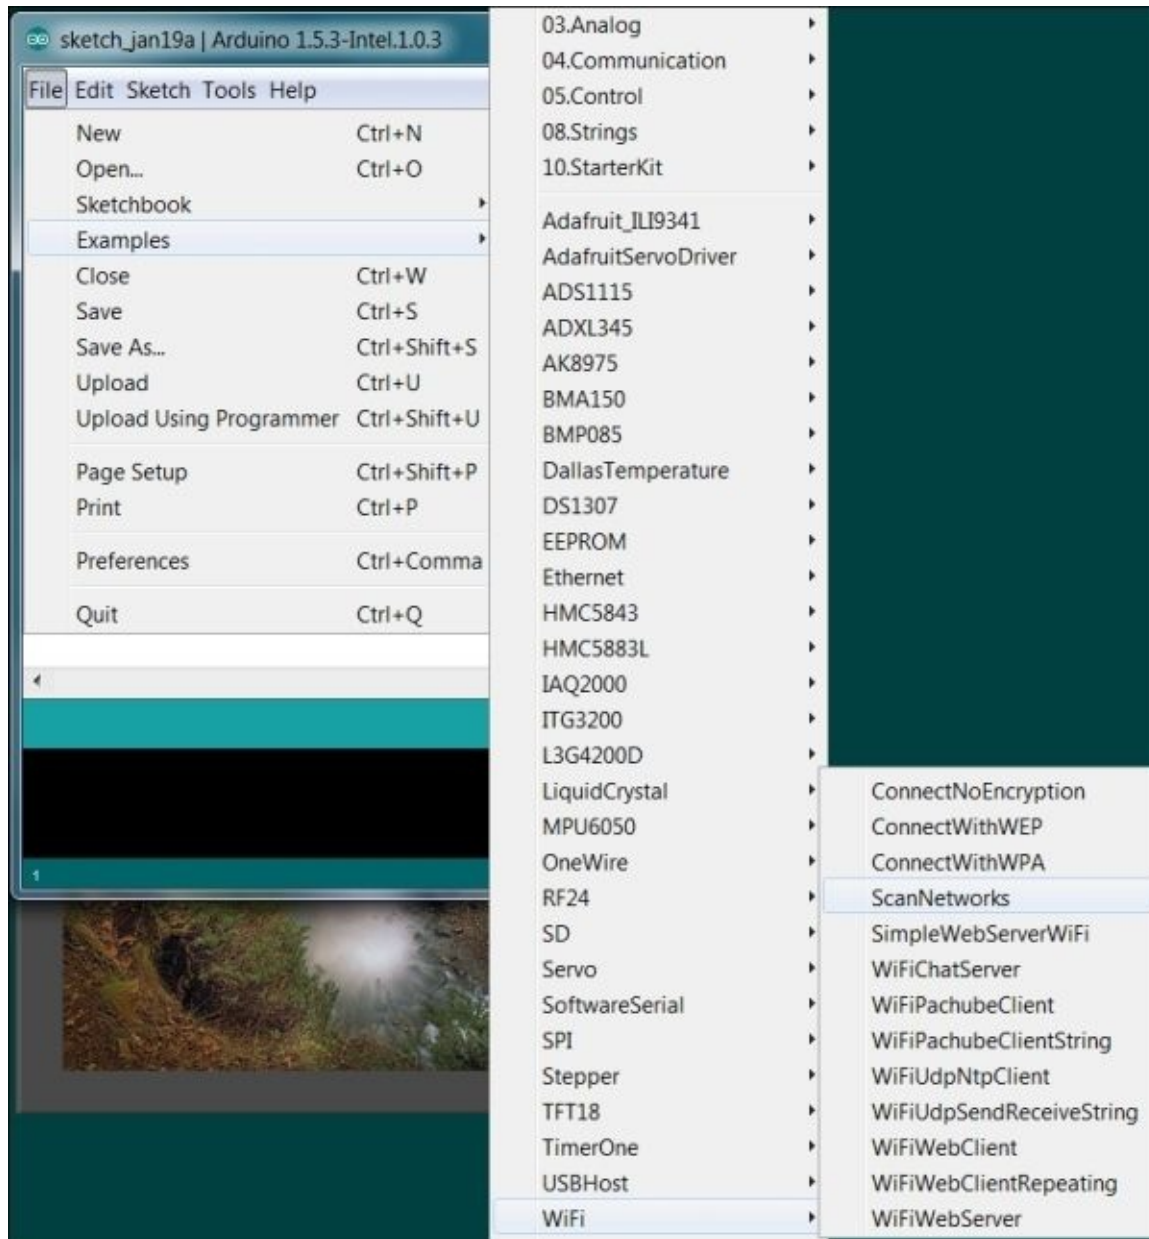 sketch_jan19a | Arduino 1.5.3-Intel.1.0.3
File Edit Sketch Tools Help
New Ctrl+N
Open... Ctrl+O
Sketchbook
Examples
Close Ctrl+W
Save Ctrl+S
Save As... Ctrl+Shift+S
Upload Ctrl+U
Upload Using Programmer Ctrl+Shift+U
Page Setup Ctrl+Shift+P
Print Ctrl+P
Preferences Ctrl+Comma
Quit Ctrl+Q
1
03.Analog
04.Communication
05.Control
08.Strings
10.StarterKit
Adafruit_ILI9341
AdafruitServoDriver
ADS1115
ADXL345
AK8975
BMA150
BMP085
DallasTemperature
DS1307
EEPROM
Ethernet
HMC5843
HMC5883L
IAQ2000
ITG3200
L3G4200D
LiquidCrystal
MPU6050
OneWire
RF24
SD
Servo
SoftwareSerial
SPI
Stepper
TFT18
TimerOne
USBHost
WiFi
ConnectNoEncryption
ConnectWithWEP
ConnectWithWPA
ScanNetworks
SimpleWebServerWiFi
WiFiChatServer
WiFiPachubeClient
WiFiPachubeClientString
WiFiUdpNtpClient
WiFiUdpSendReceiveString
WiFiWebClient
WiFiWebClientRepeating
WiFiWebServer